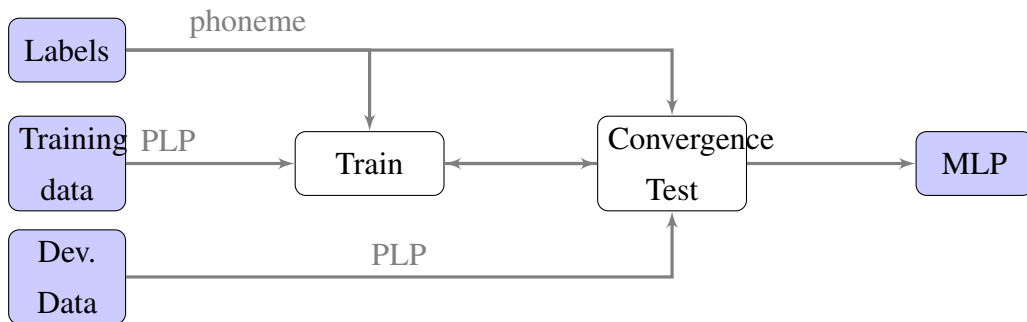 phoneme
Labels
Training
data
PLP
Train
Convergence
Test
MLP
Dev.
Data
PLP